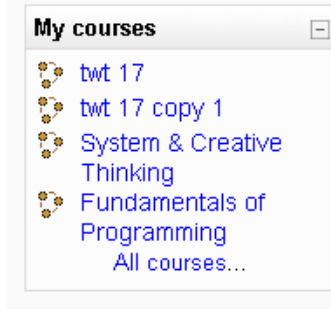 My courses
twt 17
twt 17 copy 1
System & Creative
Thinking
Fundamentals of
Programming
All courses...